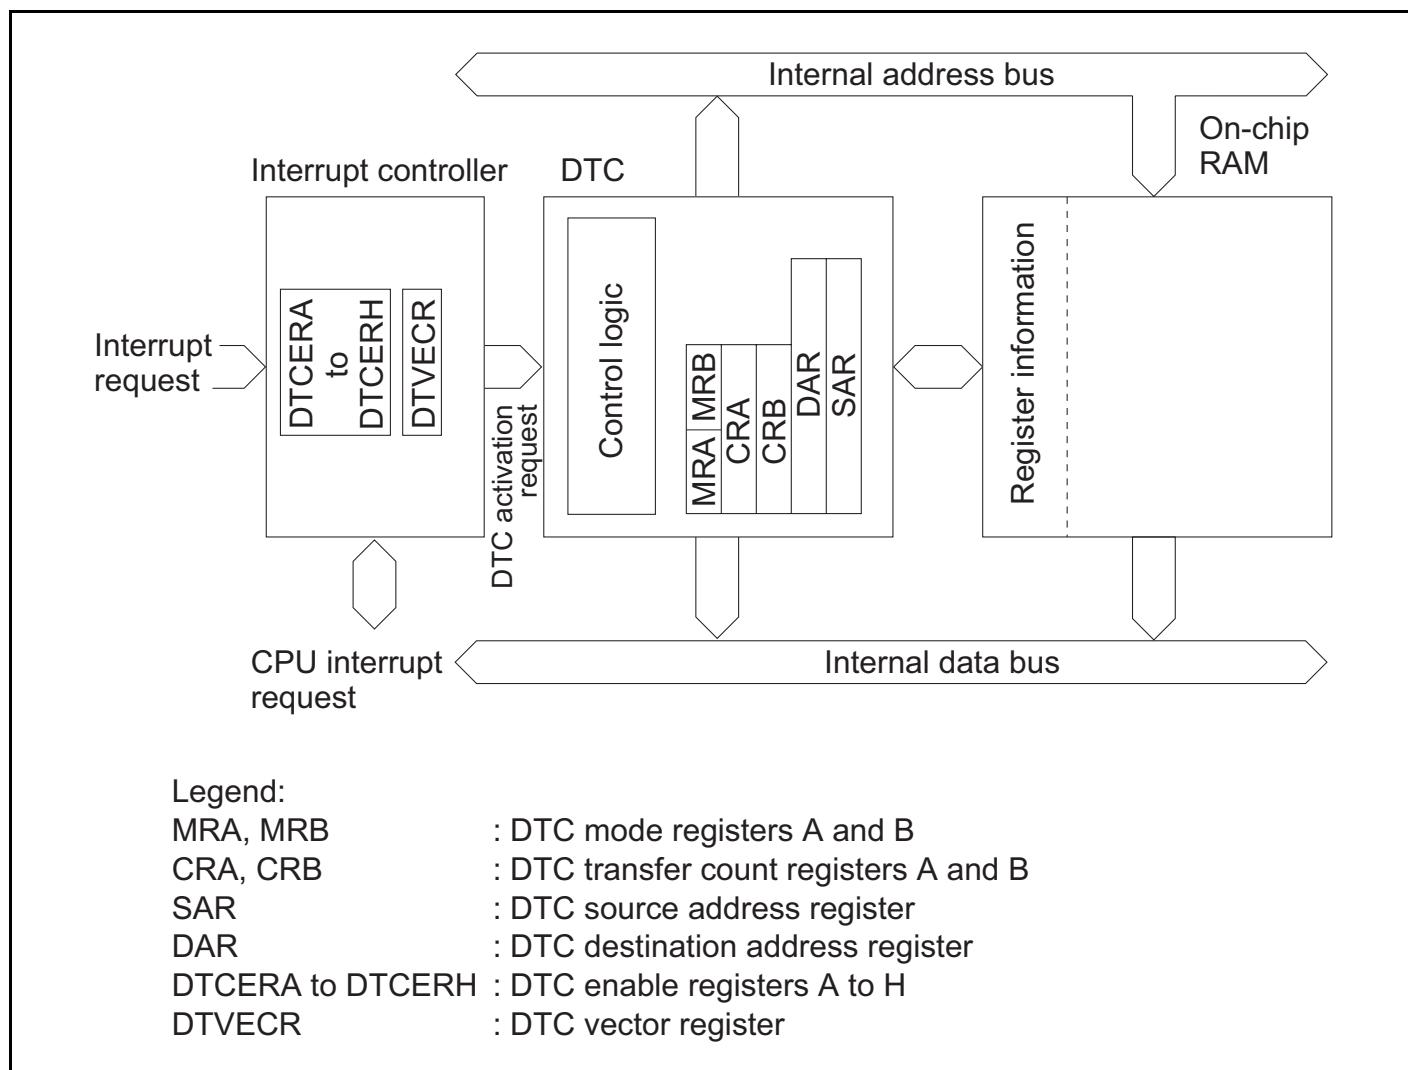 Internal address bus
On-chip
RAM
Interrupt controller
DTC
Interrupt
request
DTCERA
to
DTCERH
DTVECR
DTC activation
request
Control logic
MRA
MRB
CRA
CRB
DAR
SAR
Register information
CPU interrupt
request
Internal data bus
Legend:
MRA, MRB : DTC mode registers A and B
CRA, CRB : DTC transfer count registers A and B
SAR : DTC source address register
DAR : DTC destination address register
DTCERA to DTCERH : DTC enable registers A to H
DTVECR : DTC vector register